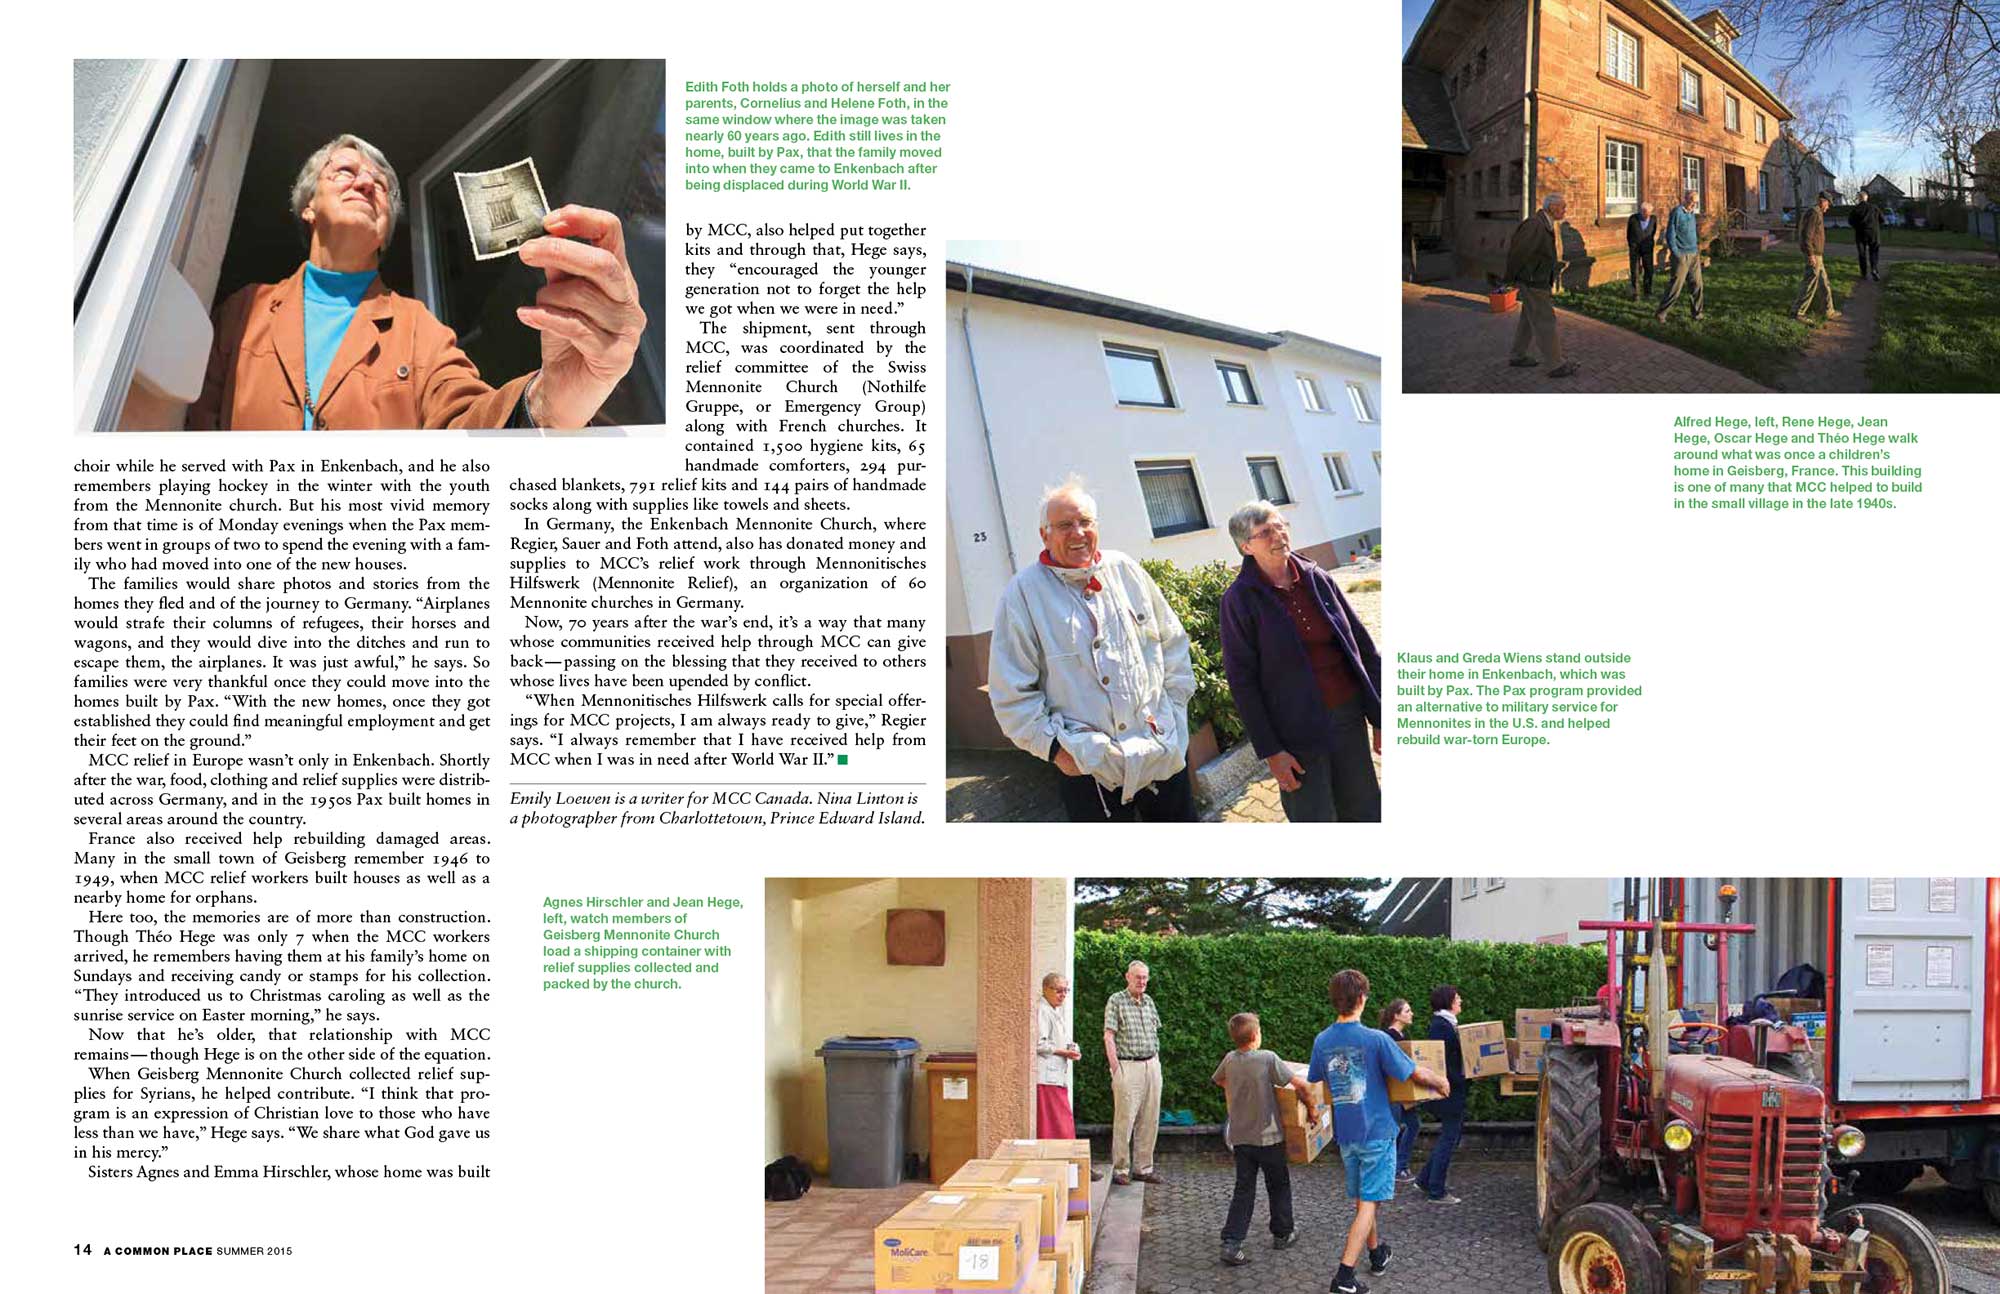 Edith Foth holds a photo of herself and her
parents, Cornelius and Helene Foth, in the
same window where the image was taken
nearly 60 years ago. Edith still lives in the
home, built by Pax, that the family moved
into when they came to Enkenbach after
being displaced during World War II.
choir while he served with Pax in Enkenbach, and he also
remembers playing hockey in the winter with the youth
from the Mennonite church. But his most vivid memory
from that time is of Monday evenings when the Pax mem-
bers went in groups of two to spend the evening with a fam-
ily who had moved into one of the new houses.
The families would share photos and stories from the
homes they fled and of the journey to Germany. “Airplanes
would strafe their columns of refugees, their horses and
wagons, and they would dive into the ditches and run to
escape them, the airplanes. It was just awful,” he says. So
families were very thankful once they could move into the
homes built by Pax. “With the new homes, once they got
established they could find meaningful employment and get
their feet on the ground.”
MCC relief in Europe wasn’t only in Enkenbach. Shortly
after the war, food, clothing and relief supplies were distrib-
uted across Germany, and in the 1950s Pax built homes in
several areas around the country.
France also received help rebuilding damaged areas.
Many in the small town of Geisberg remember 1946 to
1949, when MCC relief workers built houses as well as a
nearby home for orphans.
Here too, the memories are of more than construction.
Though Théo Hege was only 7 when the MCC workers
arrived, he remembers having them at his family’s home on
Sundays and receiving candy or stamps for his collection.
“They introduced us to Christmas caroling as well as the
sunrise service on Easter morning,” he says.
Now that he’s older, that relationship with MCC
remains—though Hege is on the other side of the equation.
When Geisberg Mennonite Church collected relief sup-
plies for Syrians, he helped contribute. “I think that pro-
gram is an expression of Christian love to those who have
less than we have,” Hege says. “We share what God gave us
in his mercy.”
Sisters Agnes and Emma Hirschler, whose home was built
by MCC, also helped put together
kits and through that, Hege says,
they “encouraged the younger
generation not to forget the help
we got when we were in need.”
The shipment, sent through
MCC, was coordinated by the
relief committee of the Swiss
Mennonite Church (Nothilfe
Gruppe, or Emergency Group)
along with French churches. It
contained 1,500 hygiene kits, 65
handmade comforters, 294 pur-
chased blankets, 791 relief kits and 144 pairs of handmade
socks along with supplies like towels and sheets.
In Germany, the Enkenbach Mennonite Church, where
Regier, Sauer and Foth attend, also has donated money and
supplies to MCC’s relief work through Mennonitisches
Hilfswerk (Mennonite Relief), an organization of 60
Mennonite churches in Germany.
Now, 70 years after the war’s end, it’s a way that many
whose communities received help through MCC can give
back—passing on the blessing that they received to others
whose lives have been upended by conflict.
“When Mennonitisches Hilfswerk calls for special offer-
ings for MCC projects, I am always ready to give,” Regier
says. “I always remember that I have received help from
MCC when I was in need after World War II.”
Emily Loewen is a writer for MCC Canada. Nina Linton is
a photographer from Charlottetown, Prince Edward Island.
23
Alfred Hege, left, Rene Hege, Jean
Hege, Oscar Hege and Théo Hege walk
around what was once a children’s
home in Geisberg, France. This building
is one of many that MCC helped to build
in the small village in the late 1940s.
Klaus and Greda Wiens stand outside
their home in Enkenbach, which was
built by Pax. The Pax program provided
an alternative to military service for
Mennonites in the U.S. and helped
rebuild war-torn Europe.
Agnes Hirschler and Jean Hege,
left, watch members of
Geisberg Mennonite Church
load a shipping container with
relief supplies collected and
packed by the church.
MoliCare
18
14 A COMMON PLACE SUMMER 2015